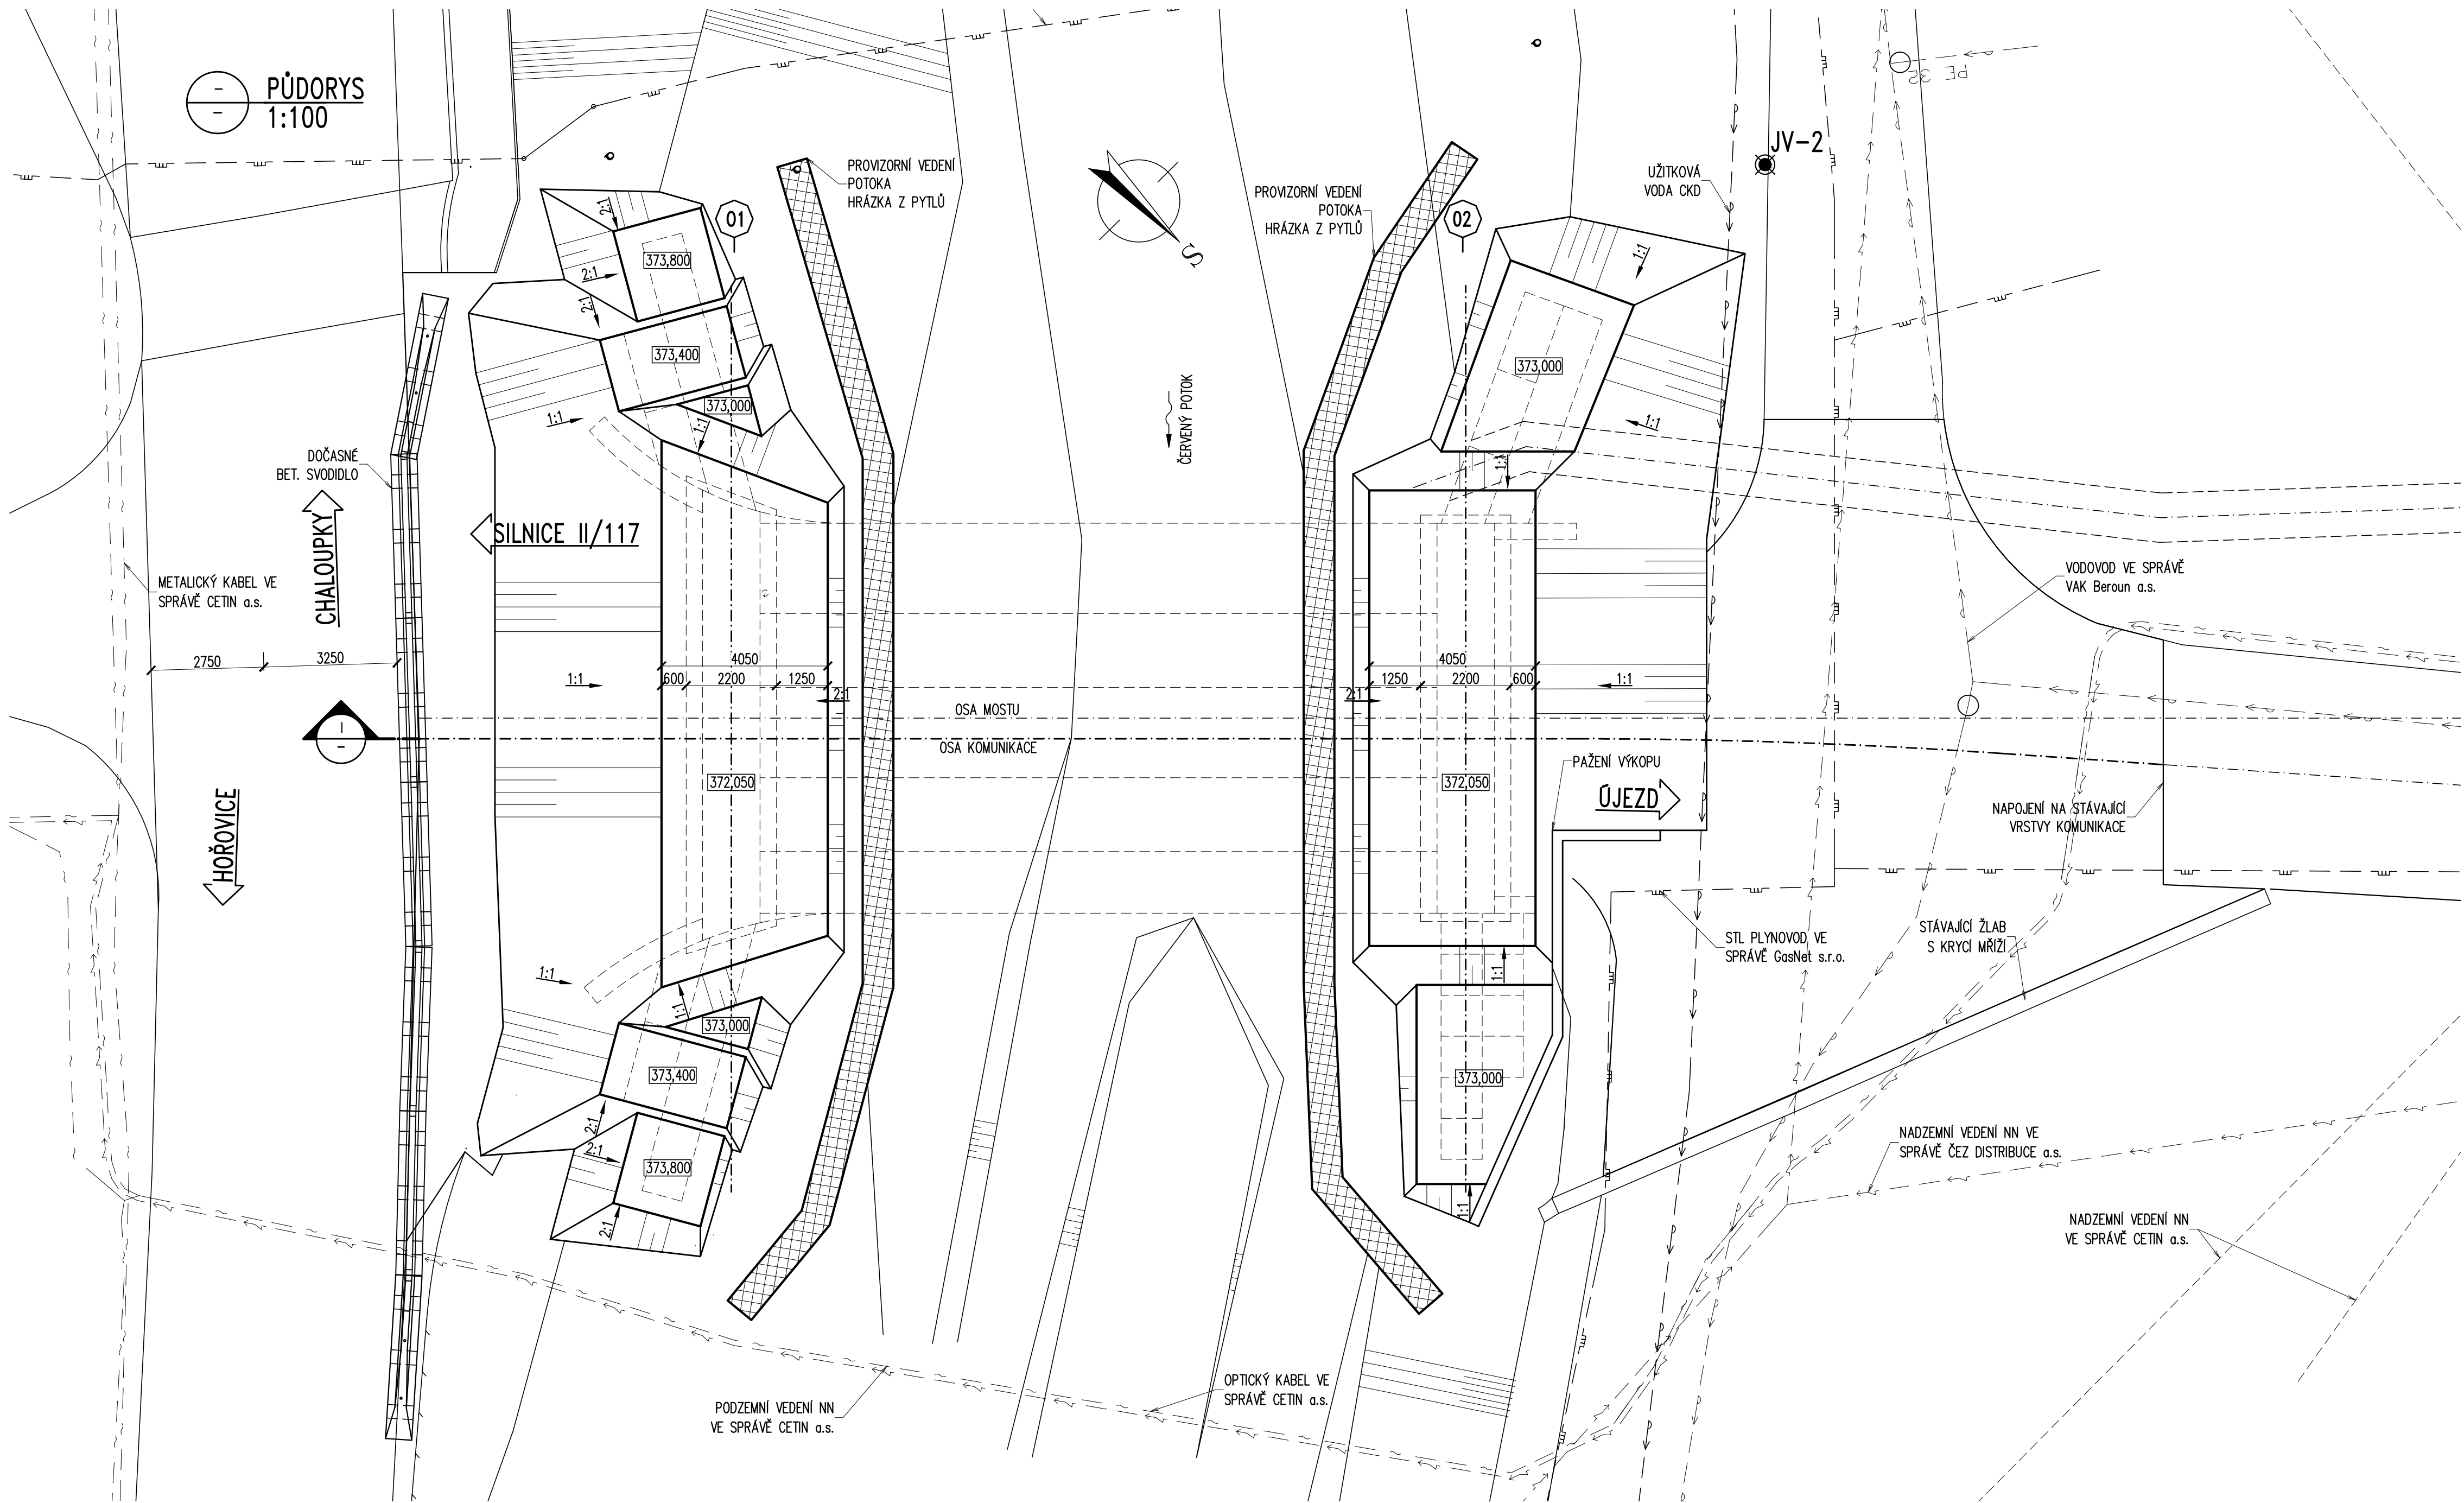 PŮDORYS
1:100
PROVIZORNÍ VEDENÍ
POTOKA
HRÁZKA Z PYTLŮ
01
S
PROVIZORNÍ VEDENÍ
POTOKA
HRÁZKA Z PYTLŮ
02
UŽITKOVÁ
VODA CKD
JV-2
PE 32
2:1
373,800
2:1
2:1
373,400
373,000
1:1
1:1
1:1
373,000
1:1
1:1
ČERVENÝ POTOK
DOČASNÉ
BET. SVODIDLO
CHALOUPKY
SILNICE II/117
METALICKÝ KABEL VE
SPRÁVĚ CETIN a.s.
VODOVOD VE SPRÁVĚ
VAK Beroun a.s.
2750
3250
4050
600
2200
1250
1:1
2:1
4050
1250
2200
600
2:1
1:1
OSA MOSTU
OSA KOMUNIKACE
-
-
-
372,050
372,050
PAŽENÍ VÝKOPU
ÚJEZD
HOŘOVICE
NAPOJENÍ NA STÁVAJÍCÍ
VRSTVY KOMUNIKACE
STL PLYNOVOD VE
SPRÁVĚ GasNet s.r.o.
STÁVAJÍCÍ ŽLAB
S KRYCÍ MŘÍŽÍ
1:1
1:1
373,000
373,400
2:1
2:1
373,800
2:1
1:1
373,000
1:1
NADZEMNÍ VEDENÍ NN VE
SPRÁVĚ ČEZ DISTRIBUCE a.s.
NADZEMNÍ VEDENÍ NN
VE SPRÁVĚ CETIN a.s.
OPTICKÝ KABEL VE
SPRÁVĚ CETIN a.s.
PODZEMNÍ VEDENÍ NN
VE SPRÁVĚ CETIN a.s.